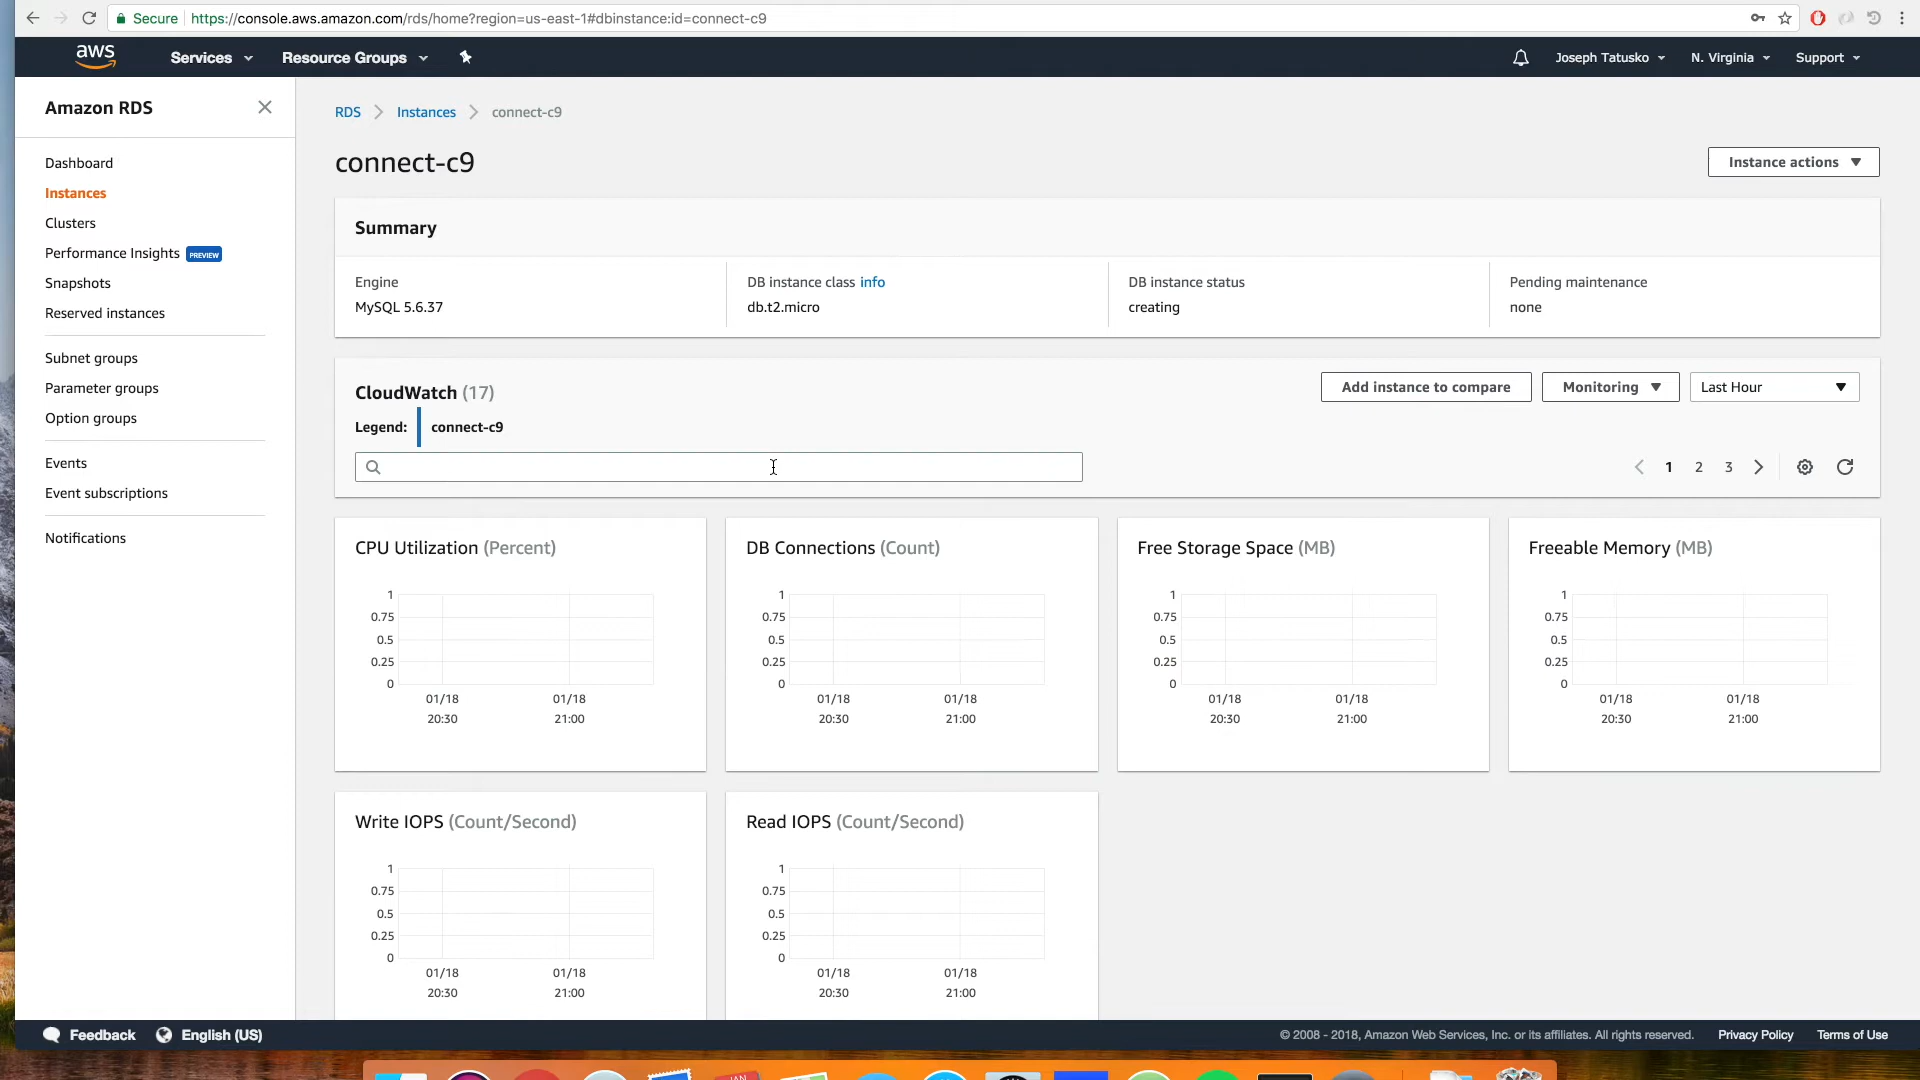 Secure https://console.aws.amazon.com/rds/home?region=us-east-1#dbinstance:id=connect-c9
aws Services Resource Groups Joseph Tatusko N. Virginia Support
Amazon RDS
Dashboard
Instances
Clusters
Performance Insights PREVIEW
Snapshots
Reserved instances
Subnet groups
Parameter groups
Option groups
Events
Event subscriptions
Notifications
RDS Instances connect-c9
connect-c9
Instance actions
Summary
Engine
MySQL 5.6.37
DB instance class info
db.t2.micro
DB instance status
creating
Pending maintenance
none
CloudWatch (17)
Add instance to compare Monitoring Last Hour
Legend: connect-c9
1 2 3
CPU Utilization (Percent)
1
0.75
0.5
0.25
0
01/18 01/18
20:30 21:00
DB Connections (Count)
1
0.75
0.5
0.25
0
01/18 01/18
20:30 21:00
Free Storage Space (MB)
1
0.75
0.5
0.25
0
01/18 01/18
20:30 21:00
Freeable Memory (MB)
1
0.75
0.5
0.25
0
01/18 01/18
20:30 21:00
Write IOPS (Count/Second)
1
0.75
0.5
0.25
0
01/18 01/18
20:30 21:00
Read IOPS (Count/Second)
1
0.75
0.5
0.25
0
01/18 01/18
20:30 21:00
Feedback English (US) © 2008 - 2018, Amazon Web Services, Inc. or its affiliates. All rights reserved. Privacy Policy Terms of Use
JAN